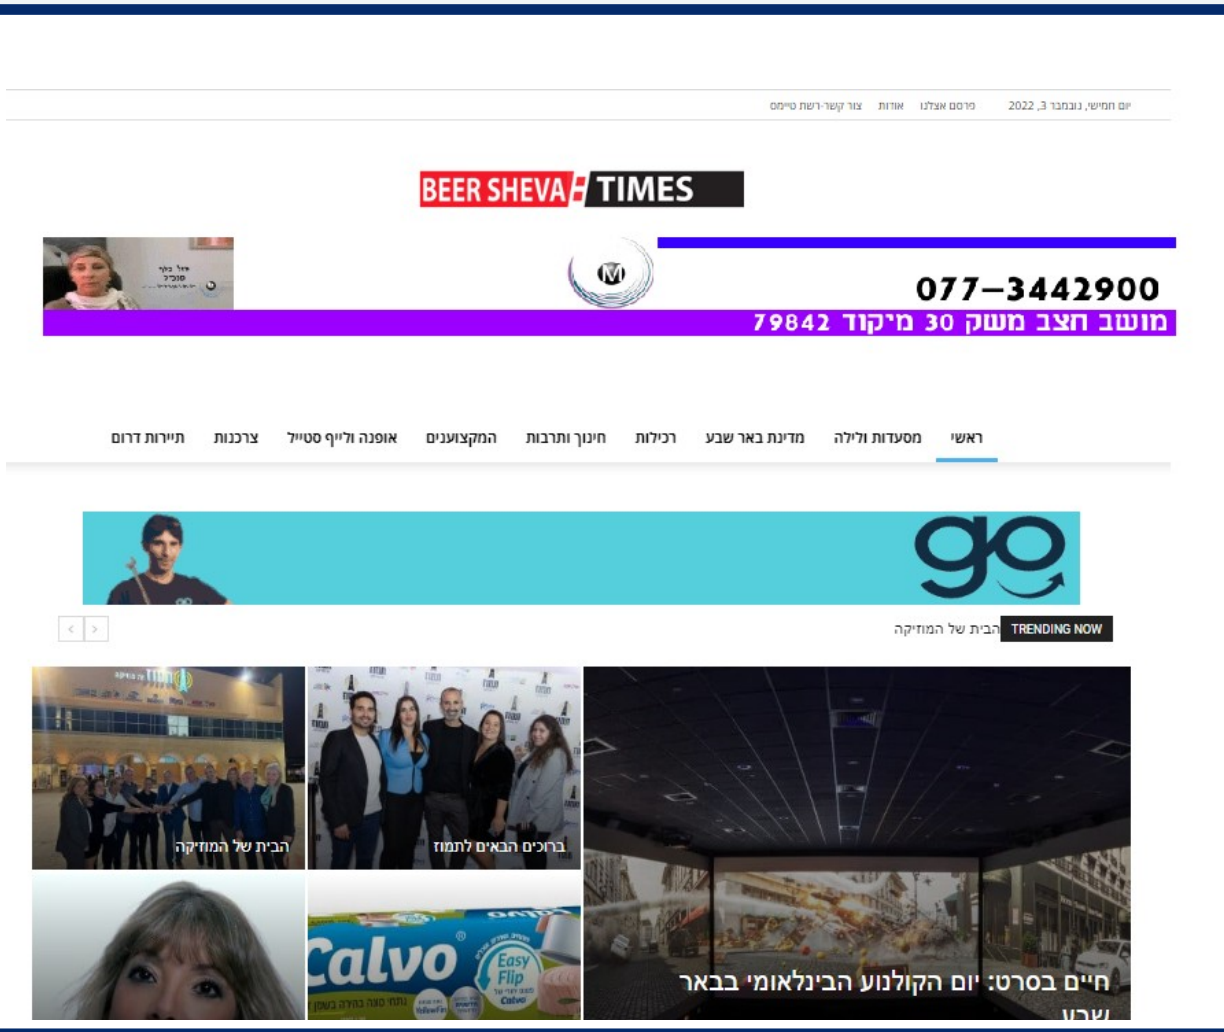 יום חמישי, נובמבר 3, 2022 פרסם אצלנו אודות צור קשר-רשת טיימס
BEER SHEVA TIMES
M
077-3442900
מושב חצב משק 30 מיקוד 79842
ראשי מסעדות ולילה מדינת באר שבע רכילות חינוך ותרבות המקצוענים אופנה ולייף סטייל צרכנות תיירות דרום
go
TRENDING NOW הבית של המוזיקה
חיים בסרט: יום הקולנוע הבינלאומי בבאר
שבע
ברוכים הבאים לתמוז
הבית של המוזיקה
Calvo
Easy
Flip
Calvo